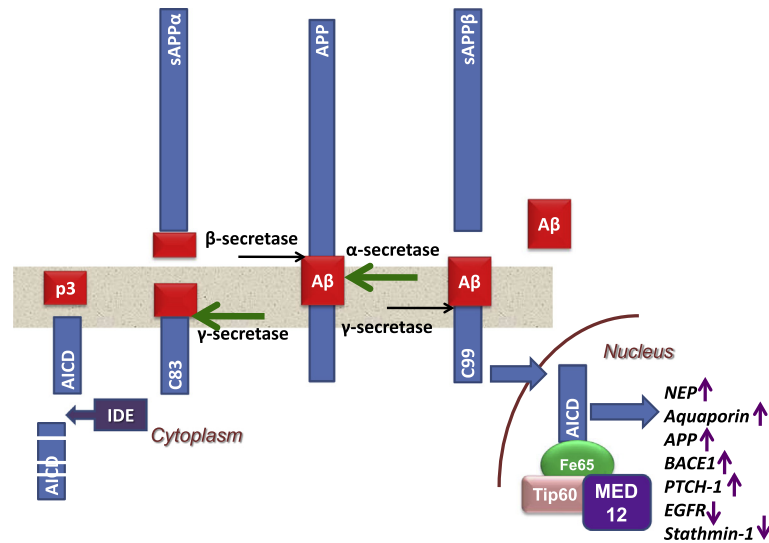 sAPPα
APP
sAPPβ
Aβ
β-secretase
α-secretase
p3
Aβ
Aβ
γ-secretase
γ-secretase
AICD
C83
C99
Nucleus
IDE
Cytoplasm
AICD
AICD
NEP
Aquaporin
APP
BACE1
PTCH-1
EGFR
Stathmin-1
Fe65
Tip60
MED
12